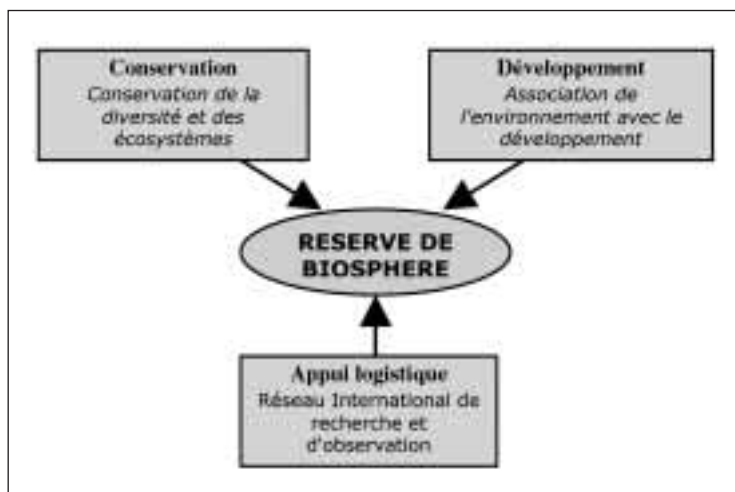 Conservation
Conservation de la
diversité et des
écosystèmes
Développement
Association de
l'environnement avec le
développement
RESERVE DE
BIOSPHERE
Appui logistique
Réseau International de
recherche et
d'observation